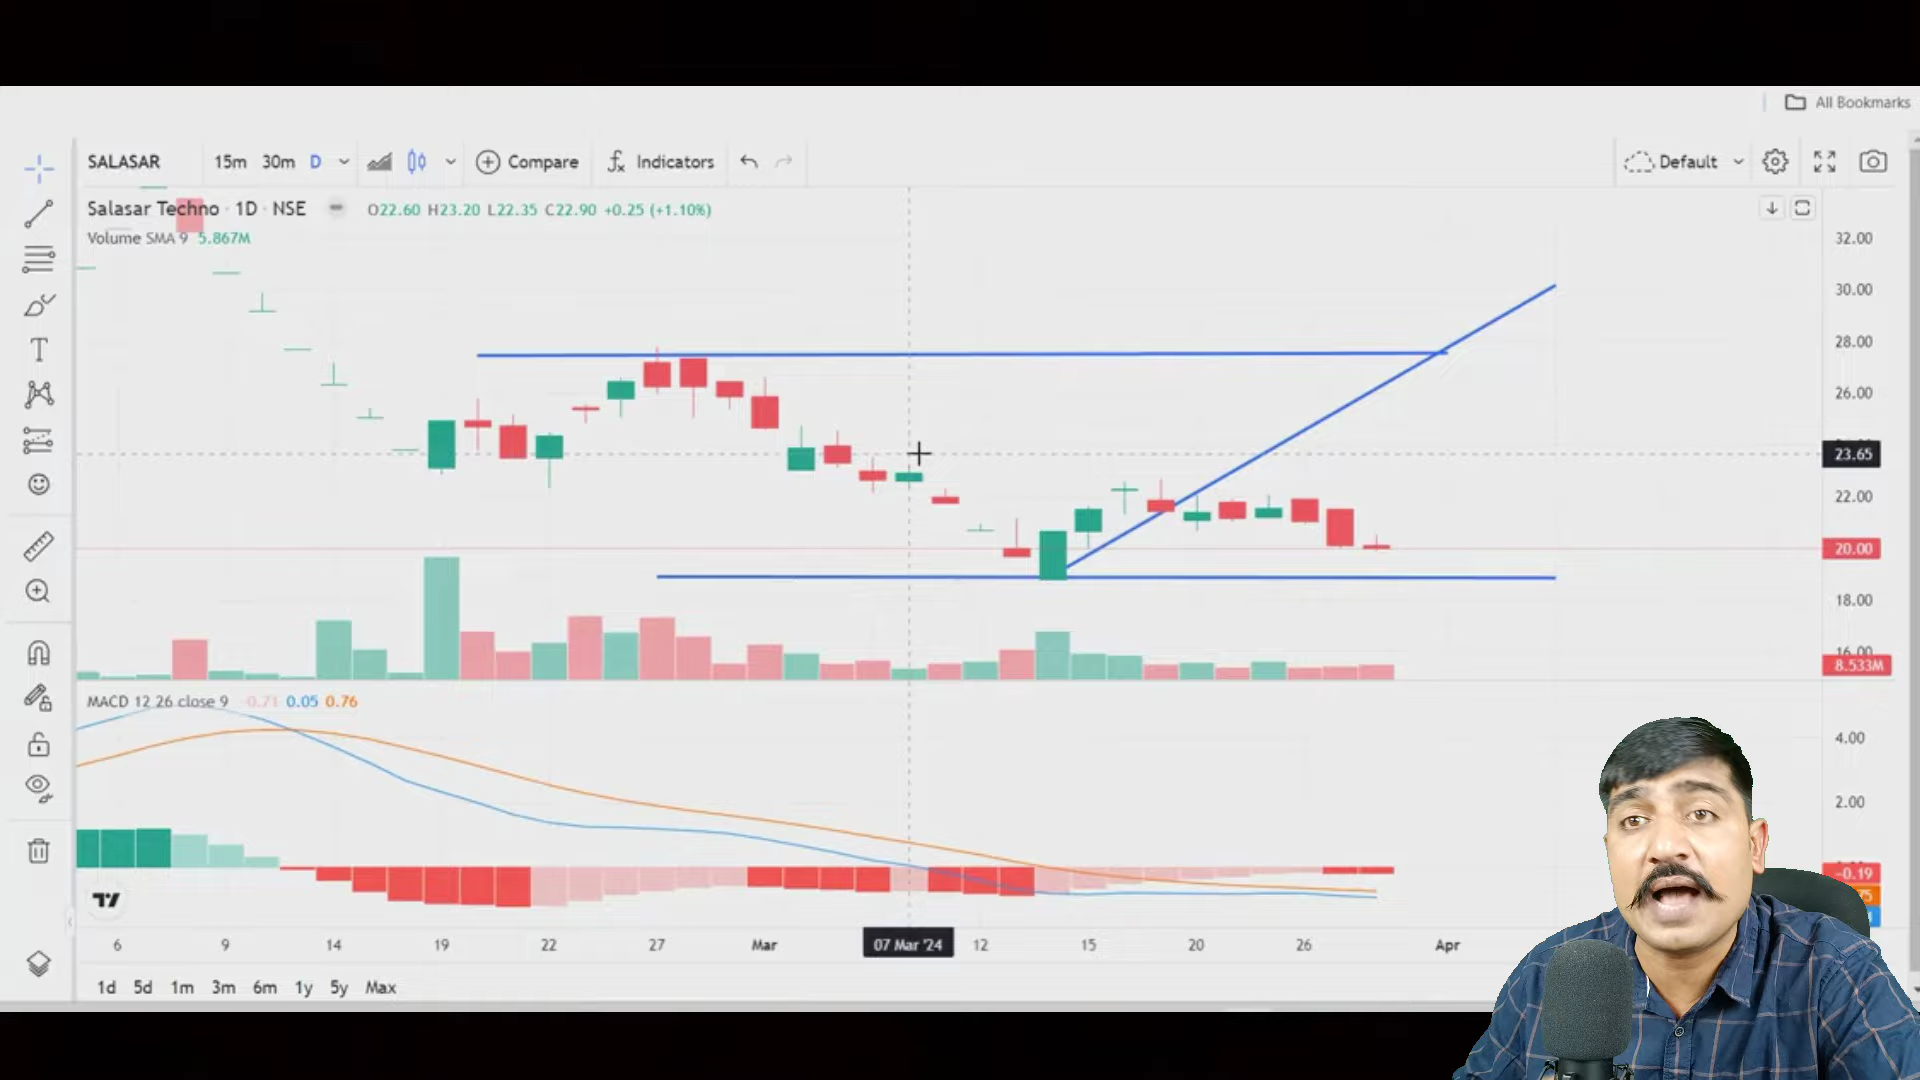 All Bookmarks
SALASAR 15m 30m D Compare Indicators Default
Salasar Techno · 1D · NSE O22.60 H23.20 L22.35 C22.90 +0.25 (+1.10%)
Volume SMA 9 5.867M
32.00
30.00
28.00
26.00
23.65
22.00
20.00
18.00
16.00
8.533M
MACD 12 26 close 9 -0.71 0.05 0.76
4.00
2.00
-0.19
6 9 14 19 22 27 Mar 07 Mar '24 12 15 20 26 Apr
1d 5d 1m 3m 6m 1y 5y Max